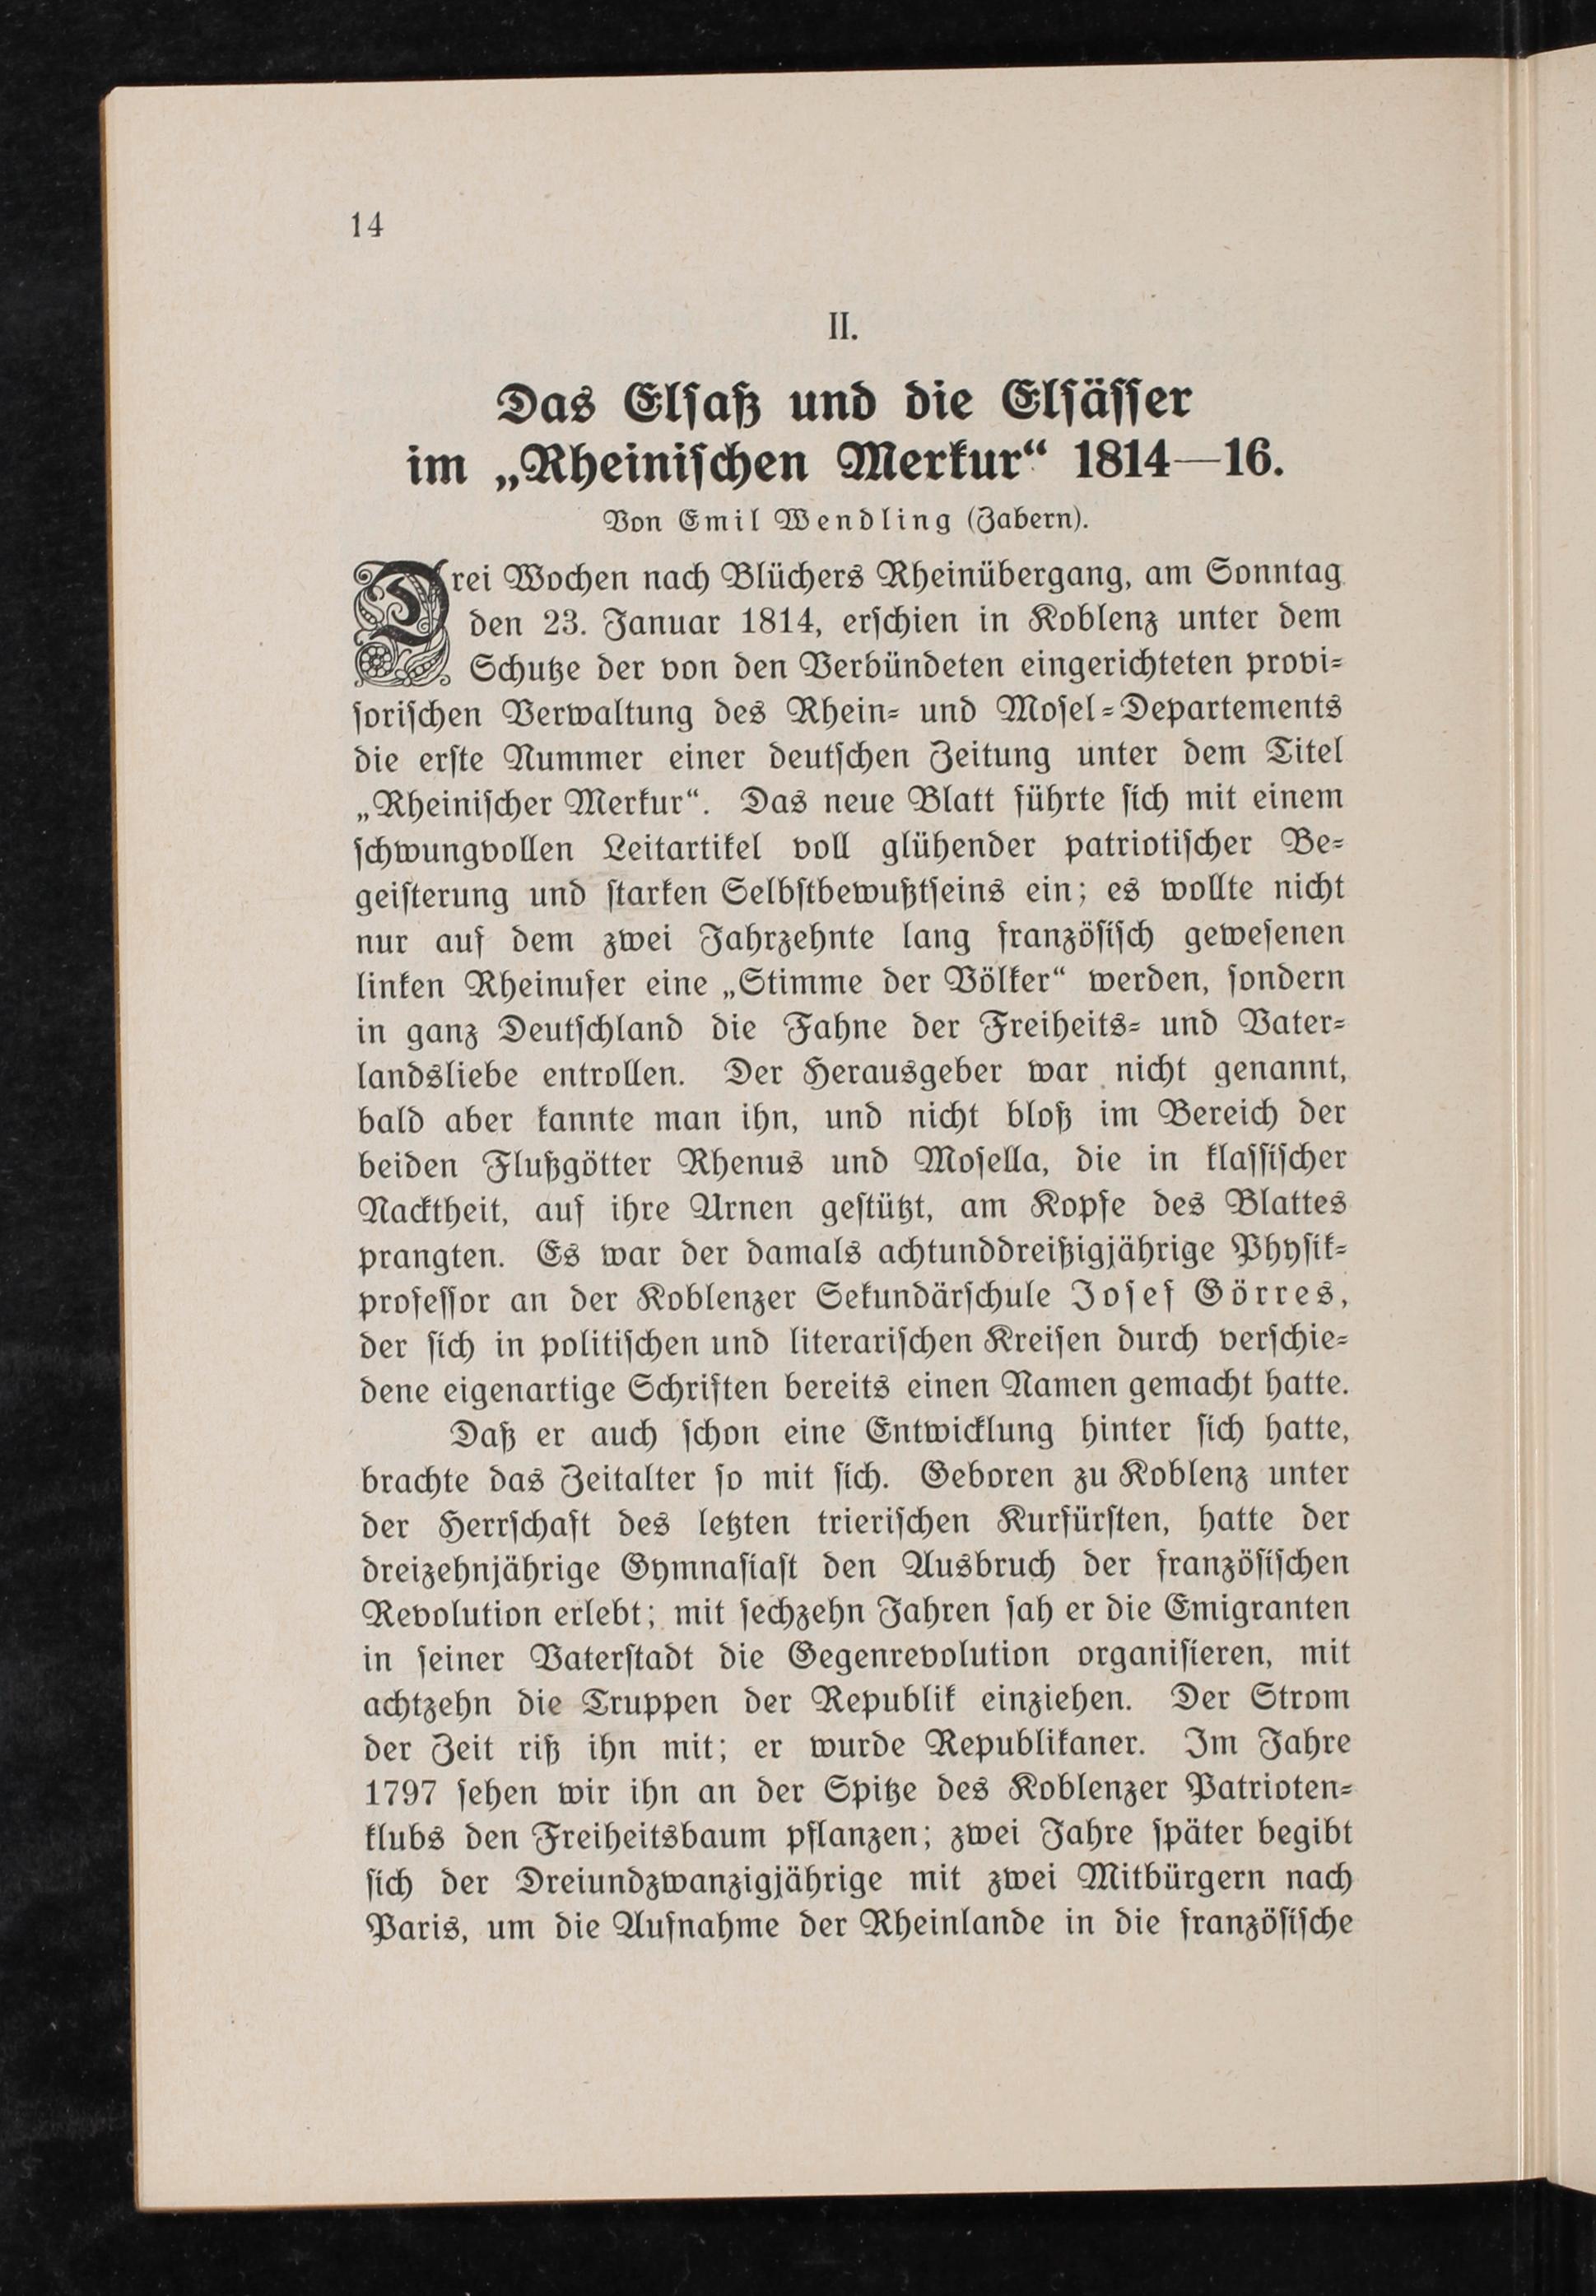 14
II.
Das Elsaß und die Elsässer
im „Rheinischen Merkur“ 1814—16.
Von Emil Wendling (Zabern).
Drei Wochen nach Blüchers Rheinübergang, am Sonntag
den 23. Januar 1814, erschien in Koblenz unter dem
Schutze der von den Verbündeten eingerichteten provi-
sorischen Verwaltung des Rhein- und Mosel-Departements
die erste Nummer einer deutschen Zeitung unter dem Titel
„Rheinischer Merkur“. Das neue Blatt führte sich mit einem
schwungvollen Leitartikel voll glühender patriotischer Be-
geisterung und starken Selbstbewußtseins ein; es wollte nicht
nur auf dem zwei Jahrzehnte lang französisch gewesenen
linken Rheinufer eine „Stimme der Völker“ werden, sondern
in ganz Deutschland die Fahne der Freiheits- und Vater-
landsliebe entrollen. Der Herausgeber war nicht genannt,
bald aber kannte man ihn, und nicht bloß im Bereich der
beiden Flußgötter Rhenus und Mosella, die in klassischer
Nacktheit, auf ihre Urnen gestützt, am Kopfe des Blattes
prangten. Es war der damals achtunddreißigjährige Physik-
professor an der Koblenzer Sekundärschule Josef Görres,
der sich in politischen und literarischen Kreisen durch verschie-
dene eigenartige Schriften bereits einen Namen gemacht hatte.
Daß er auch schon eine Entwicklung hinter sich hatte,
brachte das Zeitalter so mit sich. Geboren zu Koblenz unter
der Herrschaft des letzten trierischen Kurfürsten, hatte der
dreizehnjährige Gymnasiast den Ausbruch der französischen
Revolution erlebt; mit sechzehn Jahren sah er die Emigranten
in seiner Vaterstadt die Gegenrevolution organisieren, mit
achtzehn die Truppen der Republik einziehen. Der Strom
der Zeit riß ihn mit; er wurde Republikaner. Im Jahre
1797 sehen wir ihn an der Spitze des Koblenzer Patrioten-
klubs den Freiheitsbaum pflanzen; zwei Jahre später begibt
sich der Dreiundzwanzigjährige mit zwei Mitbürgern nach
Paris, um die Aufnahme der Rheinlande in die französische